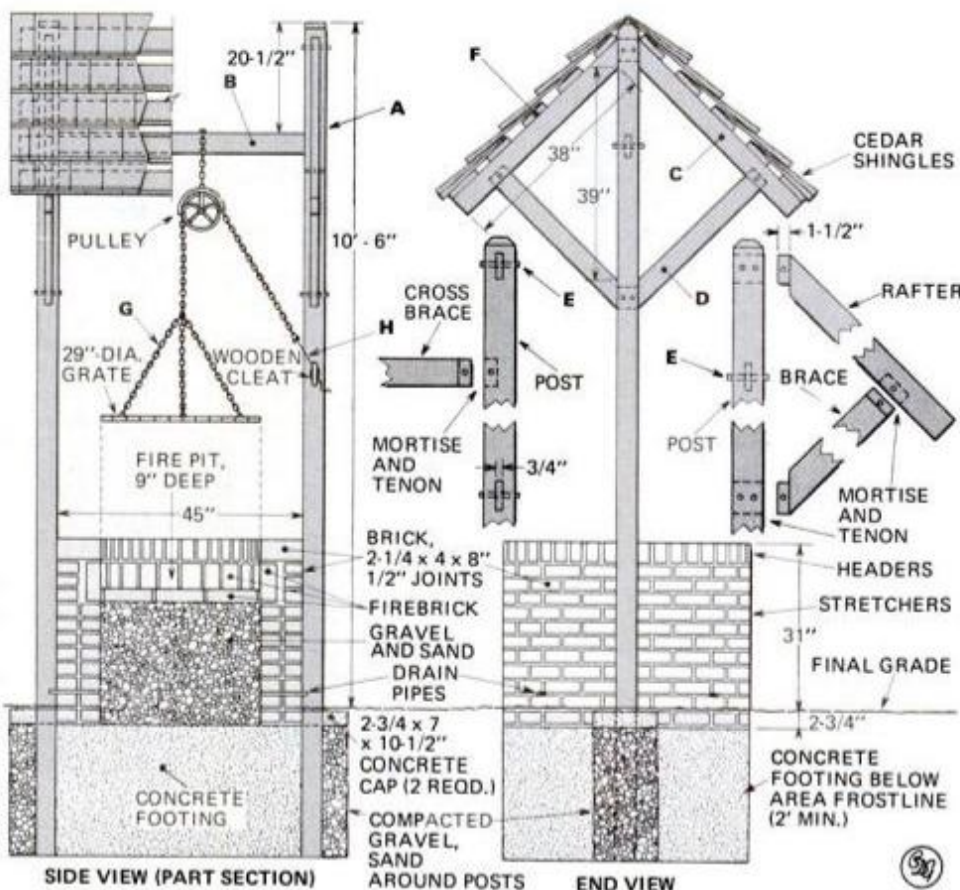 20-1/2"
B
A
F
C
38"
39"
CEDAR
SHINGLES
PULLEY
10'-6"
1-1/2"
E
D
RAFTER
CROSS
BRACE
G
29"-DIA.
GRATE
H
WOODEN
CLEAT
POST
E
BRACE
POST
MORTISE
AND
TENON
3/4"
FIRE PIT,
9" DEEP
45"
MORTISE
AND
TENON
BRICK,
2-1/4 x 4 x 8"
1/2" JOINTS
FIREBRICK
GRAVEL
AND SAND
DRAIN
PIPES
HEADERS
STRETCHERS
31"
FINAL GRADE
2-3/4"
2-3/4 x 7
x 10-1/2"
CONCRETE
CAP (2 REQD.)
CONCRETE
FOOTING
COMPACTED
GRAVEL,
SAND
AROUND POSTS
CONCRETE
FOOTING BELOW
AREA FROSTLINE
(2' MIN.)
SIDE VIEW (PART SECTION)
END VIEW